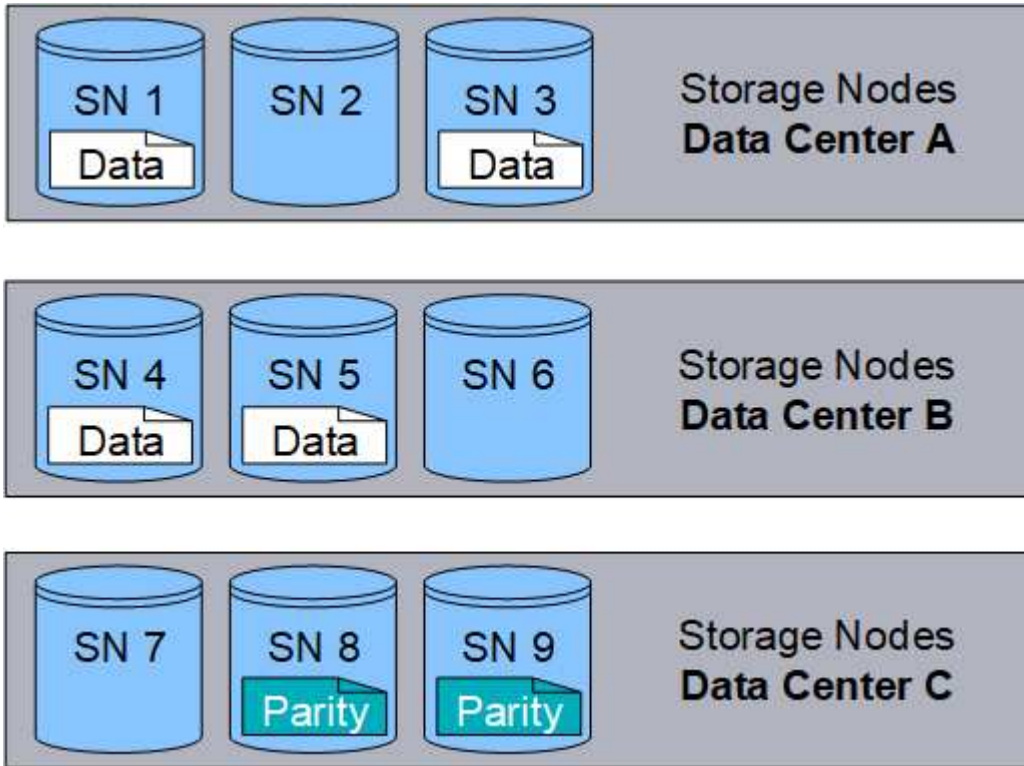 SN 1
SN 2
SN 3
Data
Data
Storage Nodes
Data Center A
SN 4
SN 5
SN 6
Data
Data
Storage Nodes
Data Center B
SN 7
SN 8
SN 9
Parity
Parity
Storage Nodes
Data Center C